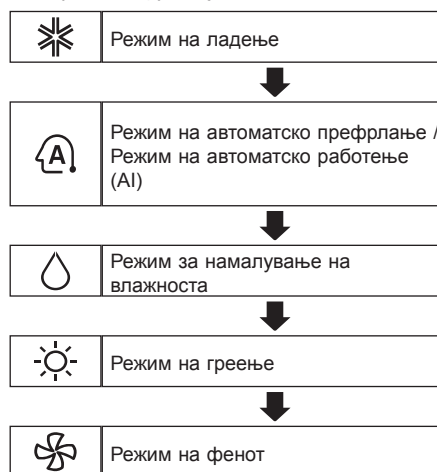 Режим на ладење
A
Режим на автоматско префрлање /
Режим на автоматско работење
(AI)
Режим за намалување на
влажноста
Режим на греење
Режим на фенот